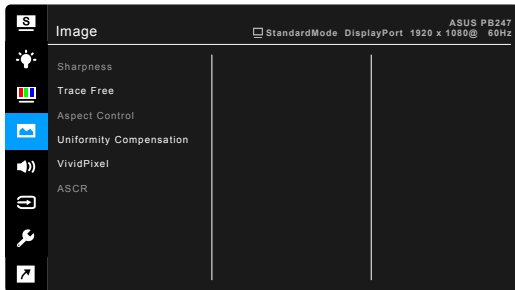 S
Image
ASUS PB247
StandardMode DisplayPort 1920 x 1080@ 60Hz
Sharpness
Trace Free
Aspect Control
Uniformity Compensation
VividPixel
ASCR